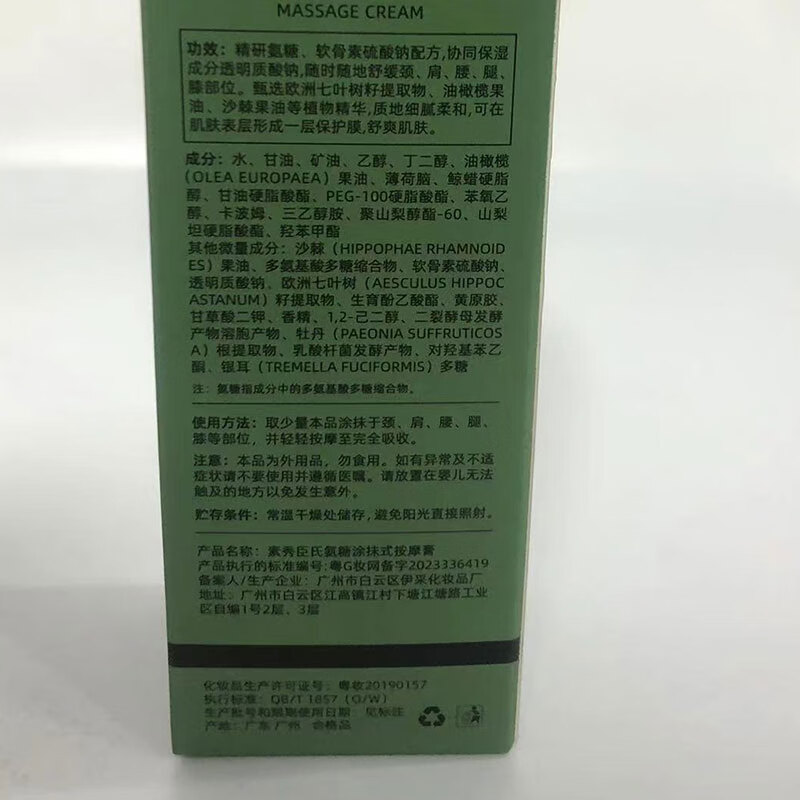 MASSAGE CREAM
功效：精研氨糖、软骨素硫酸钠配方,协同保湿
成分透明质酸钠,随时随地舒缓颈、肩、腰、腿、
膝部位。甄选欧洲七叶树籽提取物、油橄榄果
油、沙棘果油等植物精华,质地细腻柔和,可在
肌肤表层形成一层保护膜,舒爽肌肤。
成分：水、甘油、矿油、乙醇、丁二醇、油橄榄
（OLEA EUROPAEA）果油、薄荷脑、鲸蜡硬脂
醇、甘油硬脂酸酯、PEG-100硬脂酸酯、苯氧乙
醇、卡波姆、三乙醇胺、聚山梨醇酯-60、山梨
坦硬脂酸酯、羟苯甲酯
其他微量成分：沙棘（HIPPOPHAE RHAMNOID
ES）果油、多氨基酸多糖缩合物、软骨素硫酸钠、
透明质酸钠、欧洲七叶树（AESCULUS HIPPOC
ASTANUM）籽提取物、生育酚乙酸酯、黄原胶、
甘草酸二钾、香精、1,2-己二醇、二裂酵母发酵
产物溶胞产物、牡丹（PAEONIA SUFFRUTICOS
A）根提取物、乳酸杆菌发酵产物、对羟基苯乙
酮、银耳（TREMELLA FUCIFORMIS）多糖
注：氨糖指成分中的多氨基酸多糖缩合物。
使用方法：取少量本品涂抹于颈、肩、腰、腿、
膝等部位，并轻轻按摩至完全吸收。
注意：本品为外用品，勿食用。如有异常及不适
症状请不要使用并遵循医嘱。请放置在婴儿无法
触及的地方以免发生意外。
贮存条件：常温干燥处储存,避免阳光直接照射。
产品名称：素秀臣氏氨糖涂抹式按摩膏
产品执行的标准编号:粤G妆网备字2023336419
备案人/生产企业：广州市白云区伊采化妆品厂
地址：广州市白云区江高镇江村下塘江塘路工业
区自编1号2层、3层
化妆品生产许可证号：粤妆20190157
执行标准：QB/T 1857（O/W）
生产批号和限期使用日期：见标注
产地：广东 广州 合格品